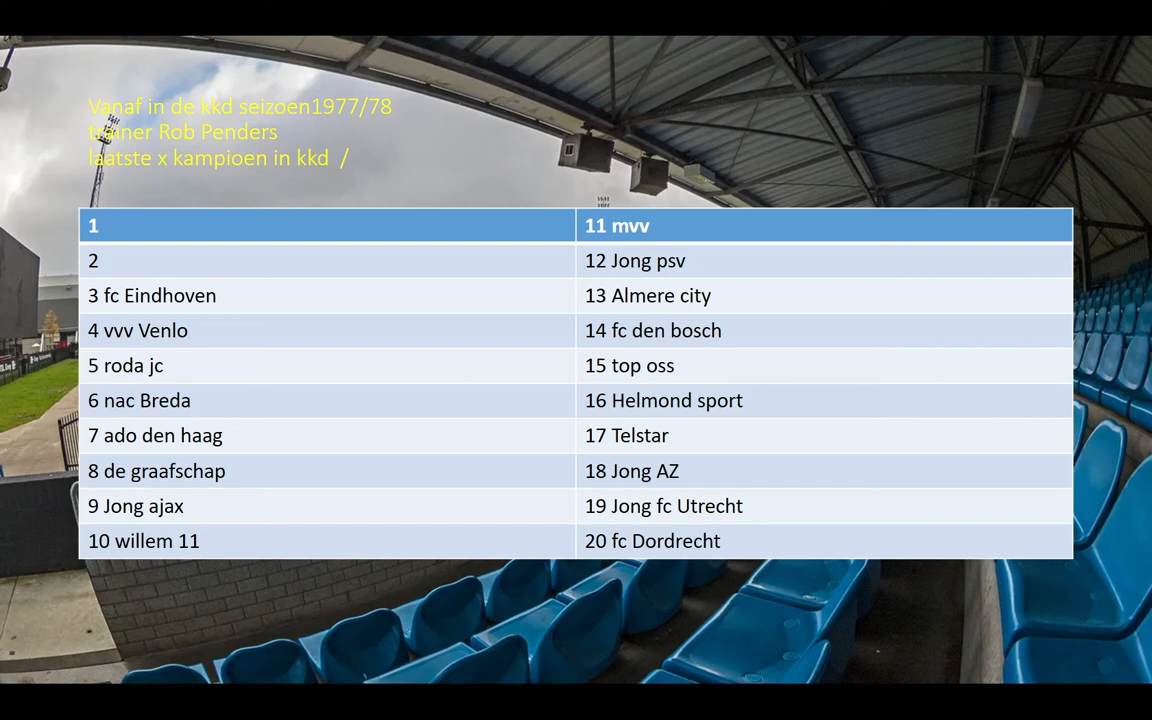 Vanaf in de kkd seizoen1977/78
trainer Rob Penders
laatste x kampioen in kkd /
1
11 mvv
2
12 Jong psv
3 fc Eindhoven
13 Almere city
4 vvv Venlo
14 fc den bosch
5 roda jc
15 top oss
6 nac Breda
16 Helmond sport
7 ado den haag
17 Telstar
8 de graafschap
18 Jong AZ
9 Jong ajax
19 Jong fc Utrecht
10 willem 11
20 fc Dordrecht